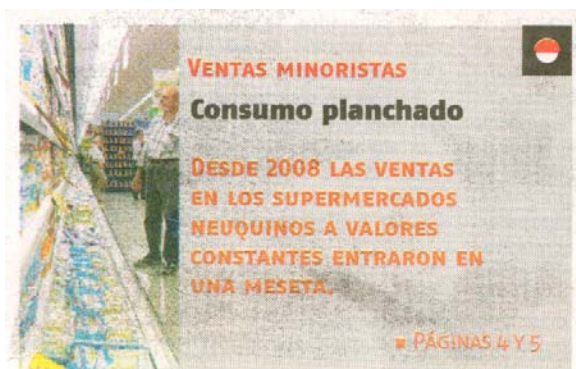 VENTAS MINORISTAS
Consumo planchado
DESDE 2008 LAS VENTAS
EN LOS SUPERMERCADOS
NEUQUINOS A VALORES
CONSTANTES ENTRARON EN
UNA MESETA.
▪ PÁGINAS 4 Y 5